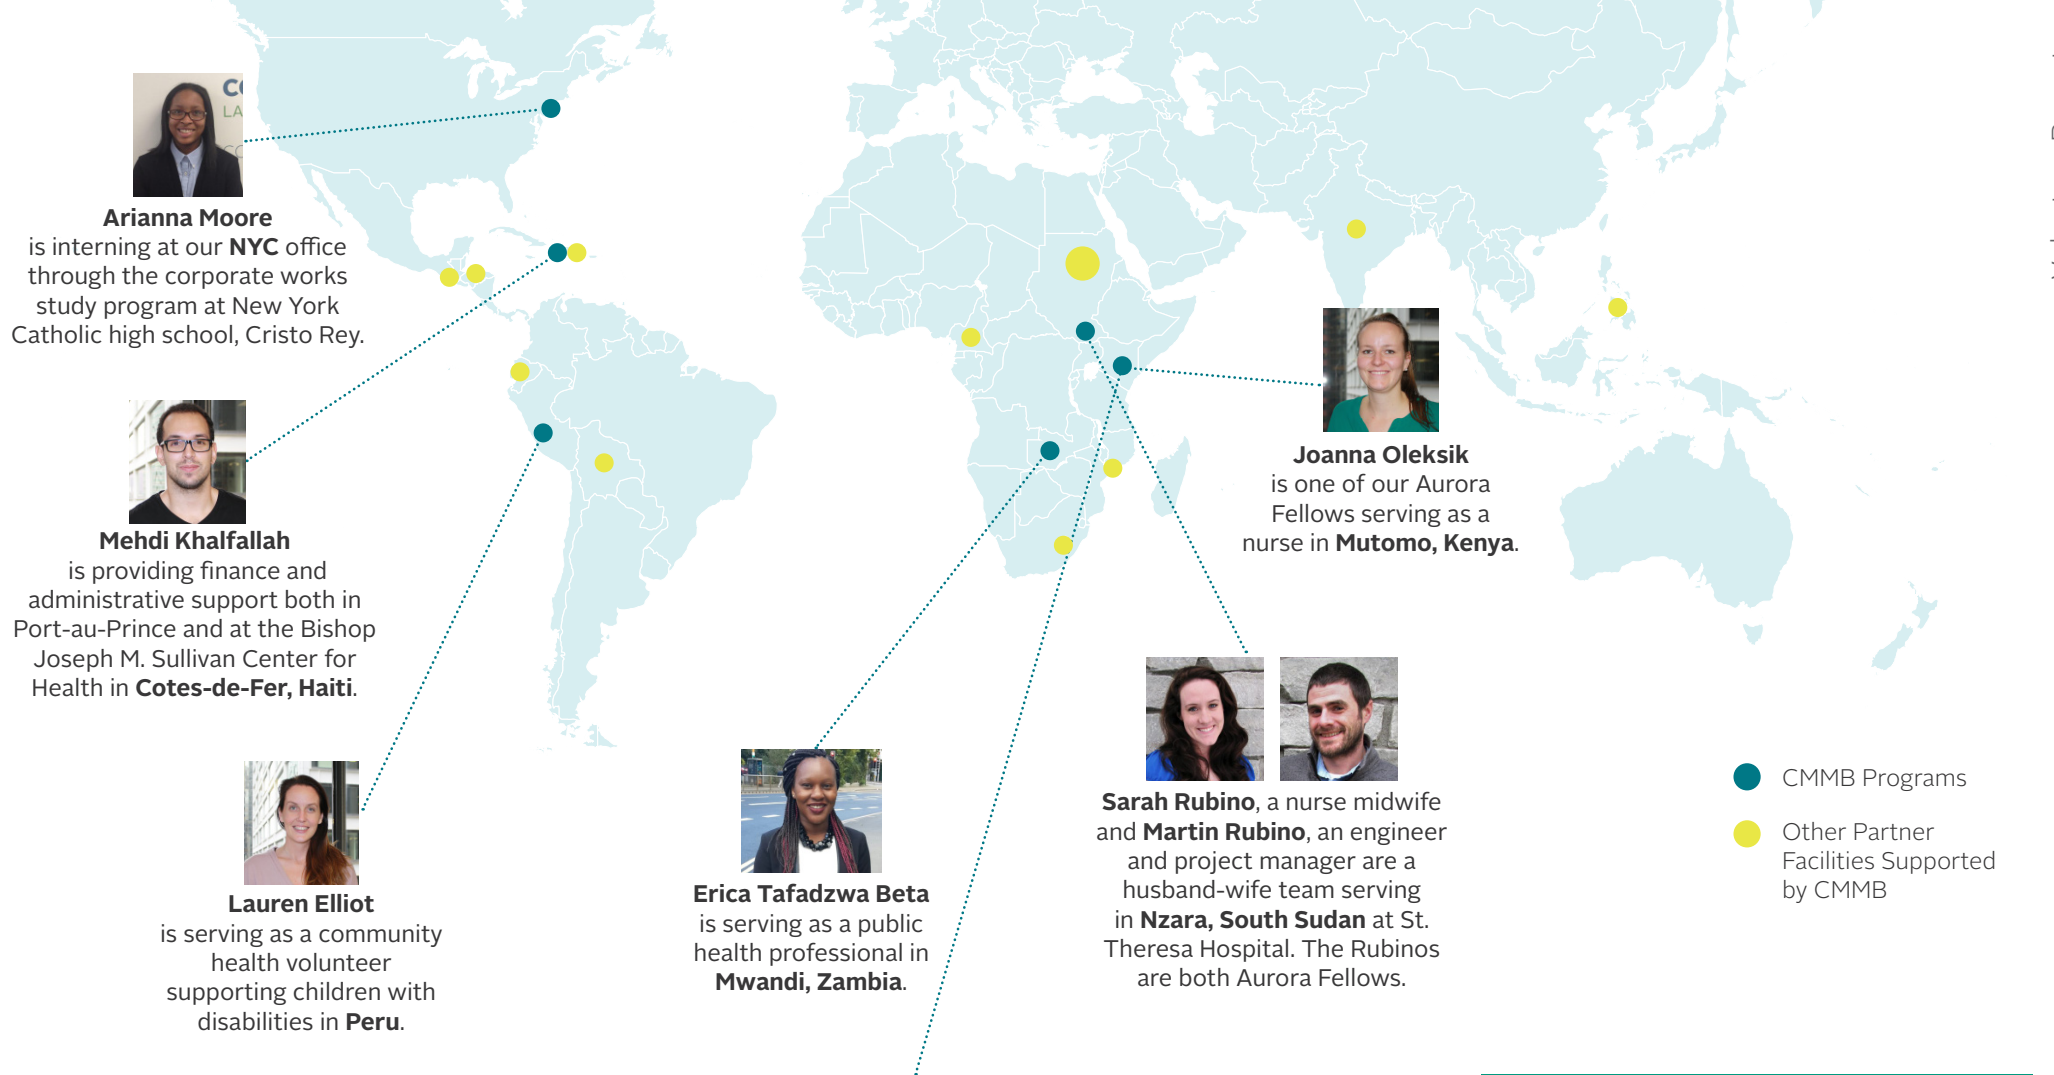 Arianna Moore
is interning at our NYC office
through the corporate works
study program at New York
Catholic high school, Cristo Rey.
Mehdi Khalfallah
is providing finance and
administrative support both in
Port-au-Prince and at the Bishop
Joseph M. Sullivan Center for
Health in Cotes-de-Fer, Haiti.
Lauren Elliot
is serving as a community
health volunteer
supporting children with
disabilities in Peru.
Erica Tafadzwa Beta
is serving as a public
health professional in
Mwandi, Zambia.
Sarah Rubino, a nurse midwife
and Martin Rubino, an engineer
and project manager are a
husband-wife team serving
in Nzara, South Sudan at St.
Theresa Hospital. The Rubinos
are both Aurora Fellows.
Joanna Oleksik
is one of our Aurora
Fellows serving as a
nurse in Mutomo, Kenya.
CMMB Programs
Other Partner
Facilities Supported
by CMMB